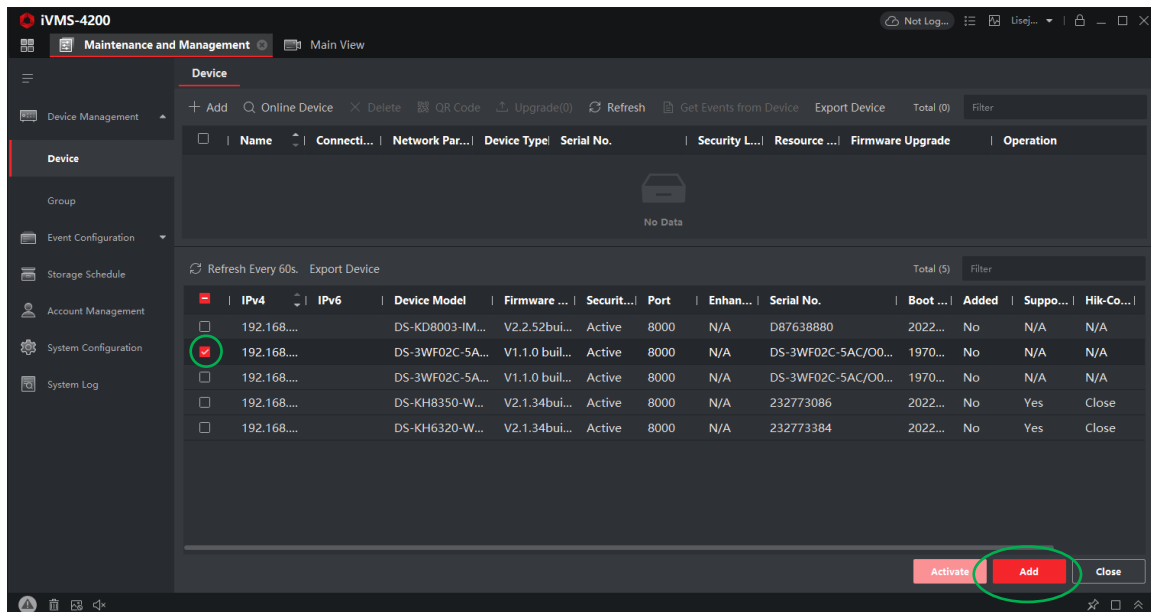 iVMS-4200 Not Log... Lisej...
Maintenance and Management Main View
Device
+ Add Online Device Delete QR Code Upgrade(0) Refresh Get Events from Device Export Device Total (0) Filter
Device Management
Name Connecti... Network Par... Device Type Serial No. Security L... Resource ... Firmware Upgrade Operation
Device
Group
No Data
Event Configuration
Refresh Every 60s. Export Device Total (5) Filter
Storage Schedule
IPv4 IPv6 Device Model Firmware ... Securit... Port Enhan... Serial No. Boot ... Added Suppo... Hik-Co...
Account Management
192.168.... DS-KD8003-IM... V2.2.52bui... Active 8000 N/A D87638880 2022... No N/A N/A
System Configuration
192.168.... DS-3WF02C-5A... V1.1.0 buil... Active 8000 N/A DS-3WF02C-5AC/O0... 1970... No N/A N/A
192.168.... DS-3WF02C-5A... V1.1.0 buil... Active 8000 N/A DS-3WF02C-5AC/O0... 1970... No N/A N/A
System Log
192.168.... DS-KH8350-W... V2.1.34bui... Active 8000 N/A 232773086 2022... No Yes Close
192.168.... DS-KH6320-W... V2.1.34bui... Active 8000 N/A 232773384 2022... No Yes Close
Activate Add Close